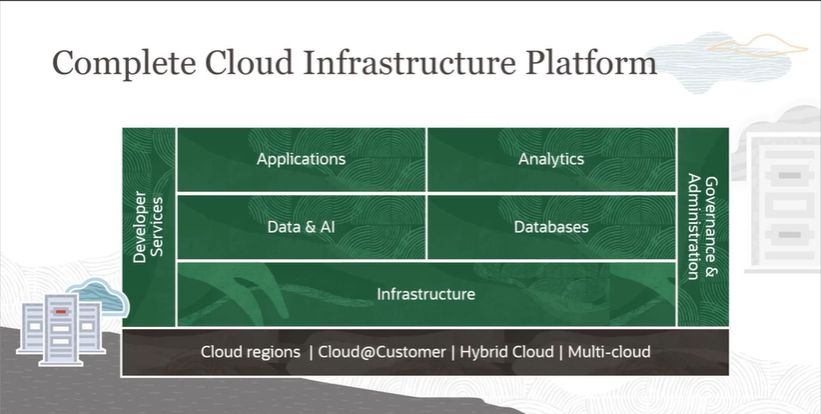 Complete Cloud Infrastructure Platform
Developer
Services
Applications
Analytics
Data & AI
Databases
Infrastructure
Governance &
Administration
Cloud regions | Cloud@Customer | Hybrid Cloud | Multi-cloud